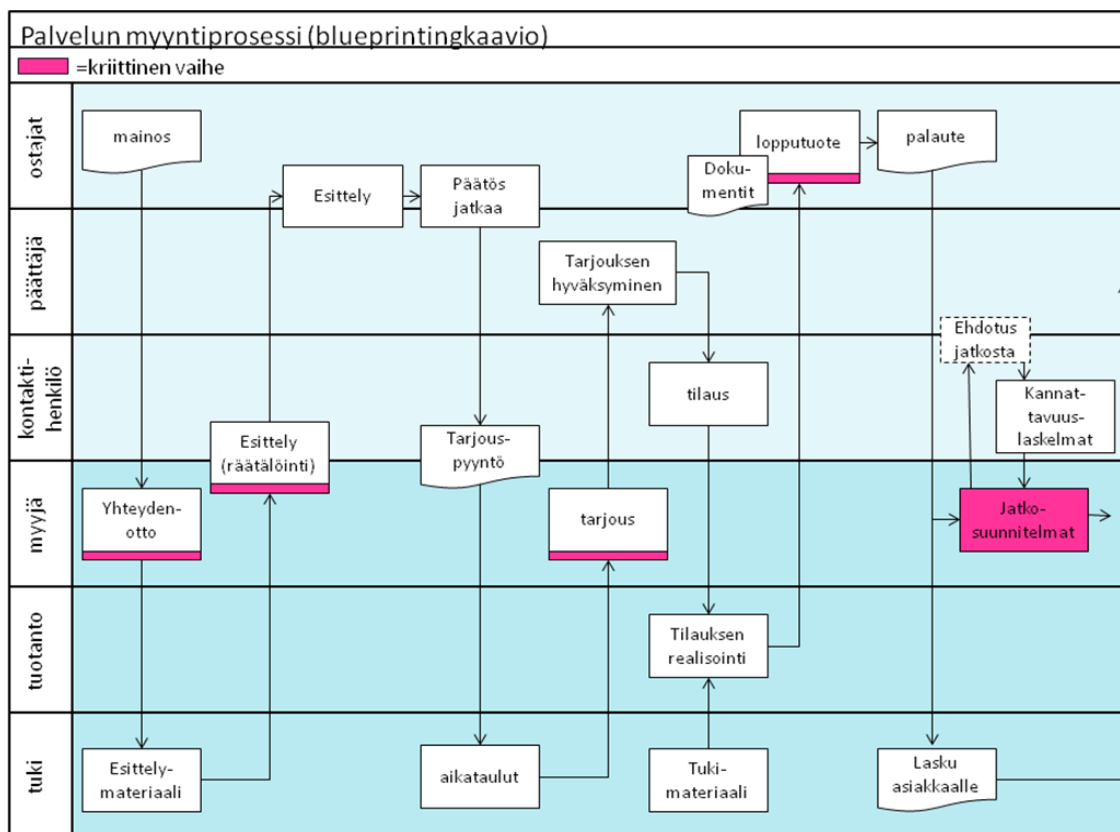 Palvelun myyntiprosessi (blueprintingkaavio)
=kriittinen vaihe
ostajat
mainos
Esittely
Päätös
jatkaa
Doku-
mentit
lopputuote
palaute
päättäjä
Tarjouksen
hyväksyminen
kontakti-
henkilö
Esittely
(räätälöinti)
Tarjous-
pyyntö
tilaus
Ehdotus
jatkosta
Kannat-
tavuus-
laskelmat
myyjä
Yhteyden-
otto
tarjous
Jatko-
suunnitelmat
tuotanto
Tilauksen
realisointi
tuki
Esittely-
materiaali
aikataulut
Tuki-
materiaali
Lasku
asiakkaalle